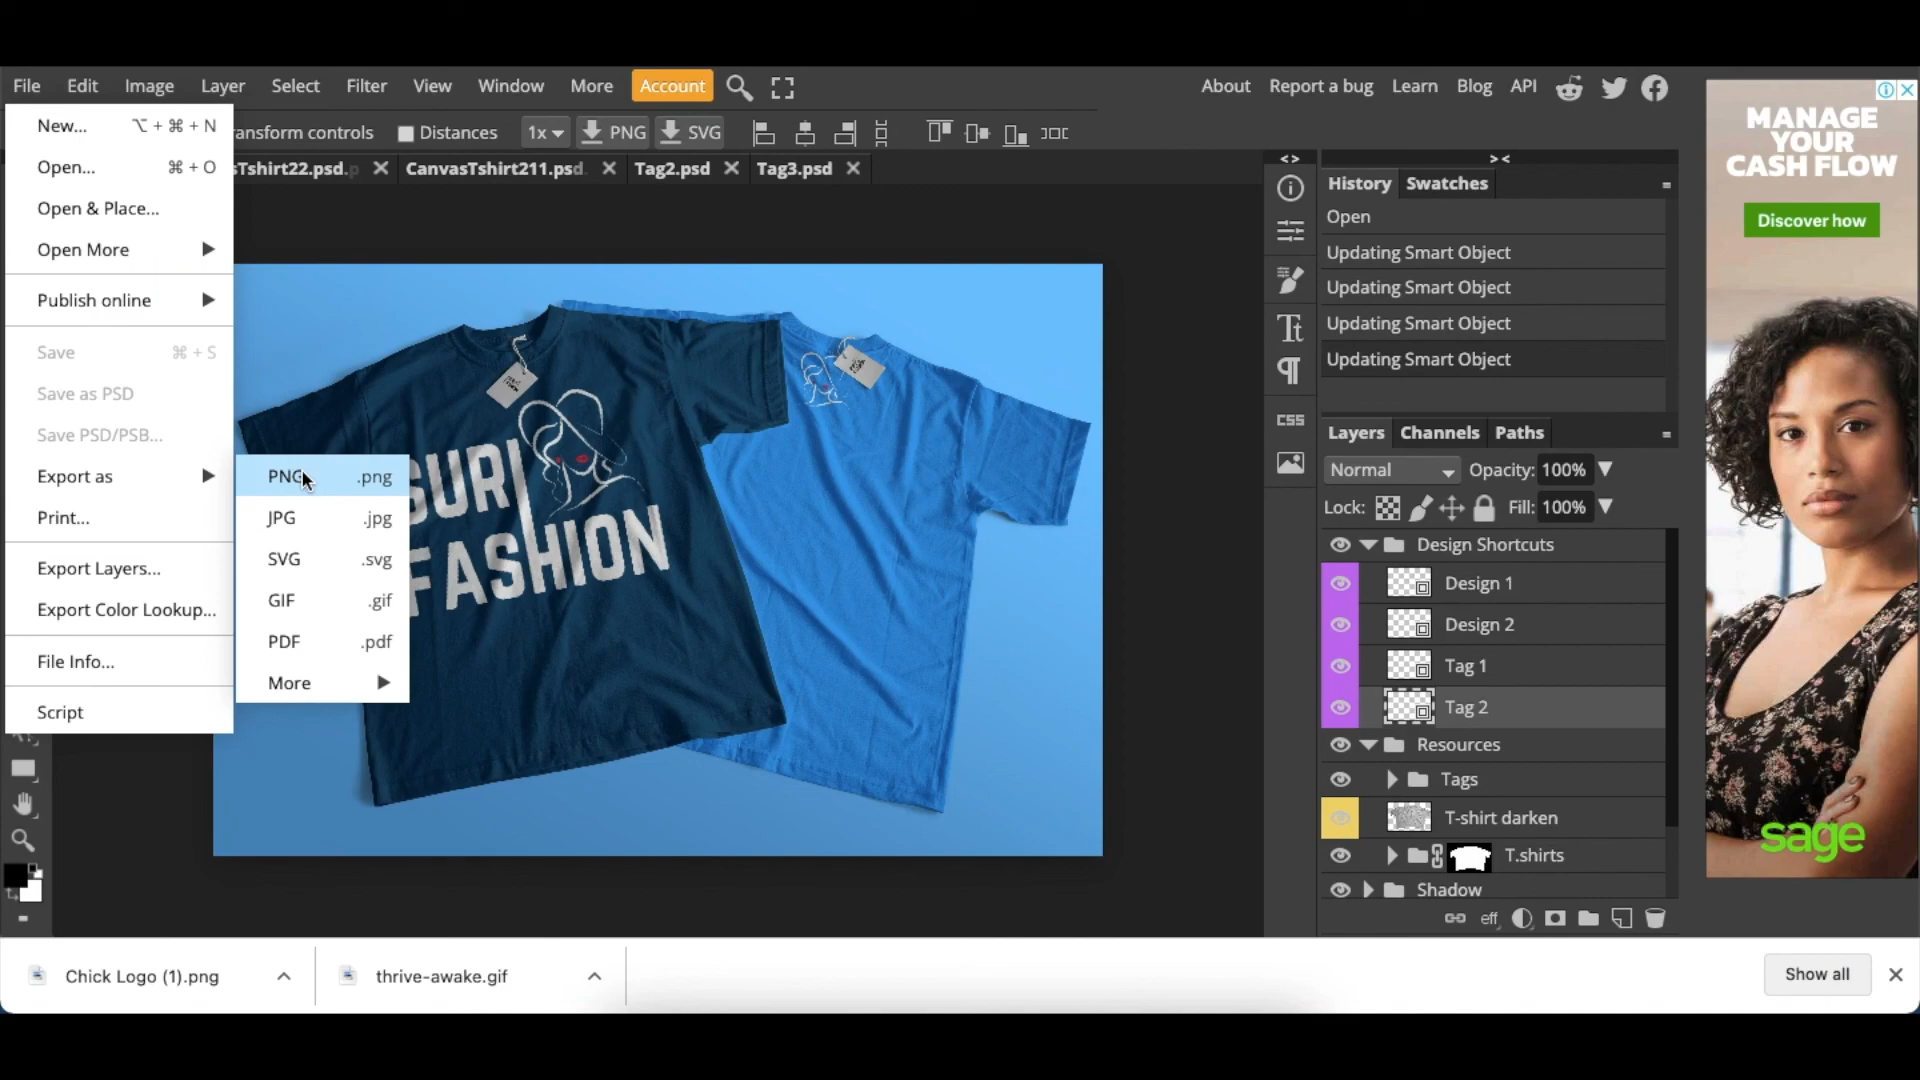 File Edit Image Layer Select Filter View Window More Account
About Report a bug Learn Blog API
ransform controls Distances 1x PNG SVG
sTshirt22.psd.p CanvasTshirt211.psd. Tag2.psd Tag3.psd
New... ⌥ + ⌘ + N
Open... ⌘ + O
Open & Place...
Open More
Publish online
Save ⌘ + S
Save as PSD
Save PSD/PSB...
Export as
Print...
Export Layers...
Export Color Lookup...
File Info...
Script
PNG .png
JPG .jpg
SVG .svg
GIF .gif
PDF .pdf
More
SURI
FASHION
History Swatches
Open
Updating Smart Object
Updating Smart Object
Updating Smart Object
Updating Smart Object
CSS
Layers Channels Paths
Normal Opacity: 100%
Lock: Fill: 100%
Design Shortcuts
Design 1
Design 2
Tag 1
Tag 2
Resources
Tags
T-shirt darken
T.shirts
Shadow
eff
MANAGE
YOUR
CASH FLOW
Discover how
sage
Chick Logo (1).png thrive-awake.gif Show all